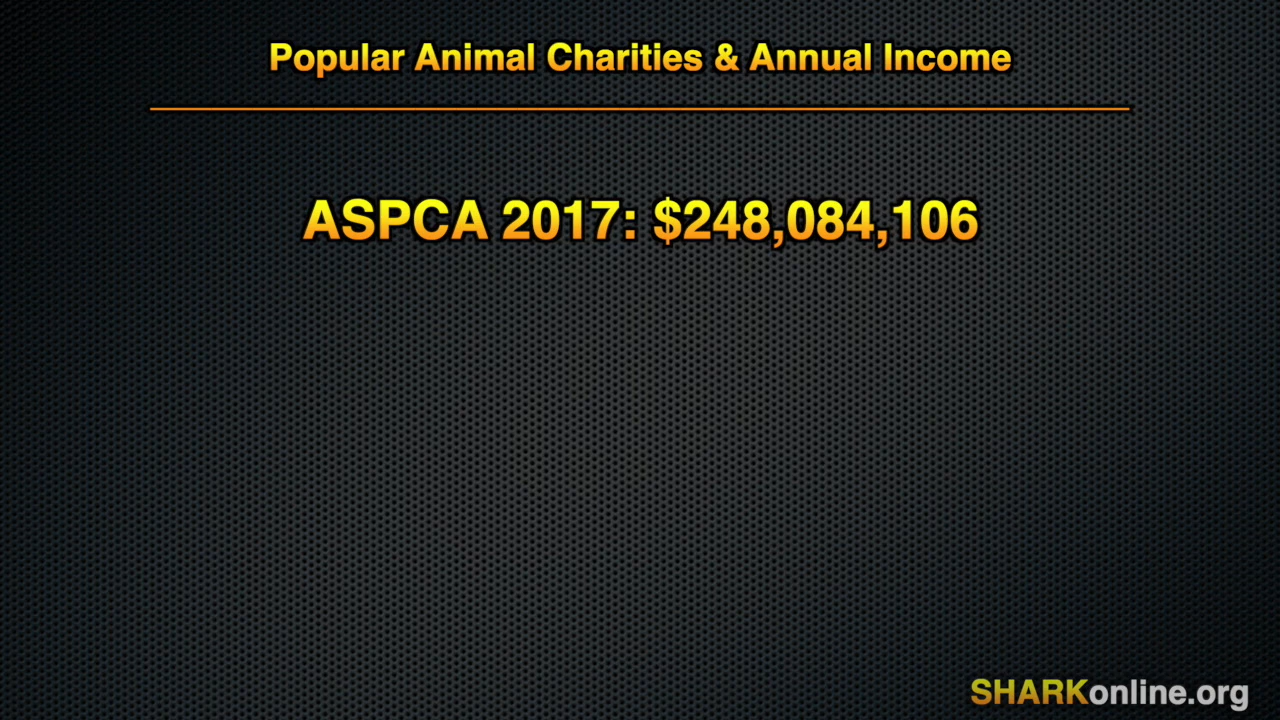 Popular Animal Charities & Annual Income
ASPCA 2017: $248,084,106
SHARKonline.org